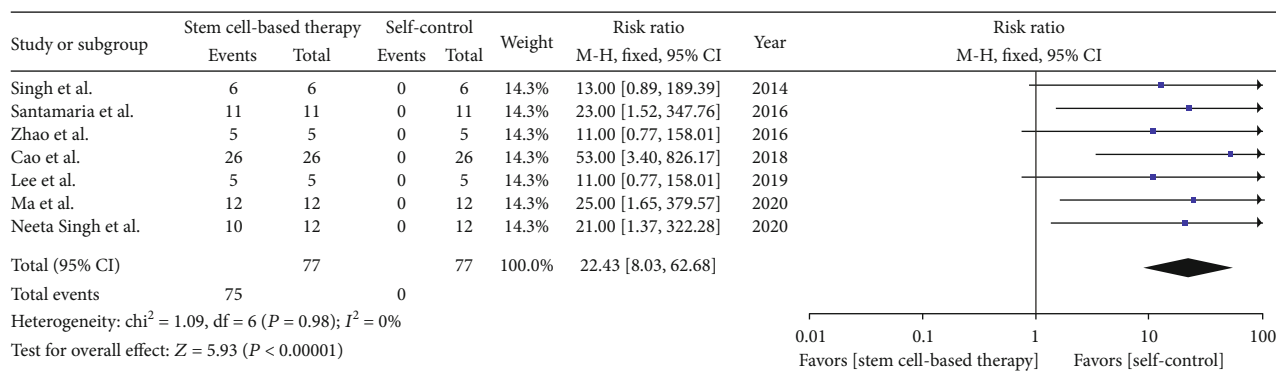 Study or subgroup Stem cell-based therapy Self-control Weight Risk ratio Year Risk ratio
Events Total Events Total M-H, fixed, 95% CI M-H, fixed, 95% CI
Singh et al. 6 6 0 6 14.3% 13.00 [0.89, 189.39] 2014
Santamaria et al. 11 11 0 11 14.3% 23.00 [1.52, 347.76] 2016
Zhao et al. 5 5 0 5 14.3% 11.00 [0.77, 158.01] 2016
Cao et al. 26 26 0 26 14.3% 53.00 [3.40, 826.17] 2018
Lee et al. 5 5 0 5 14.3% 11.00 [0.77, 158.01] 2019
Ma et al. 12 12 0 12 14.3% 25.00 [1.65, 379.57] 2020
Neeta Singh et al. 10 12 0 12 14.3% 21.00 [1.37, 322.28] 2020
Total (95% CI) 77 77 100.0% 22.43 [8.03, 62.68]
Total events 75 0
Heterogeneity: chi² = 1.09, df = 6 (P = 0.98); I² = 0%
Test for overall effect: Z = 5.93 (P < 0.00001)
0.01 0.1 1 10 100
Favors [stem cell-based therapy] Favors [self-control]